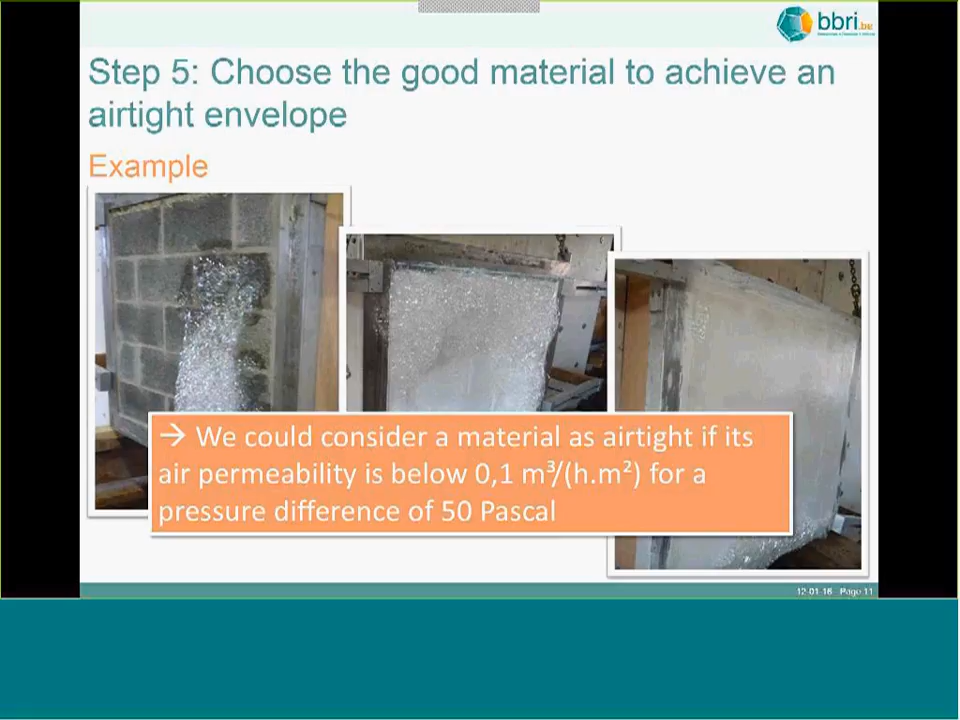 bbri.be
Step 5: Choose the good material to achieve an
airtight envelope
Example
→ We could consider a material as airtight if its
air permeability is below 0,1 m³/(h.m²) for a
pressure difference of 50 Pascal
12-01-16 Page 11